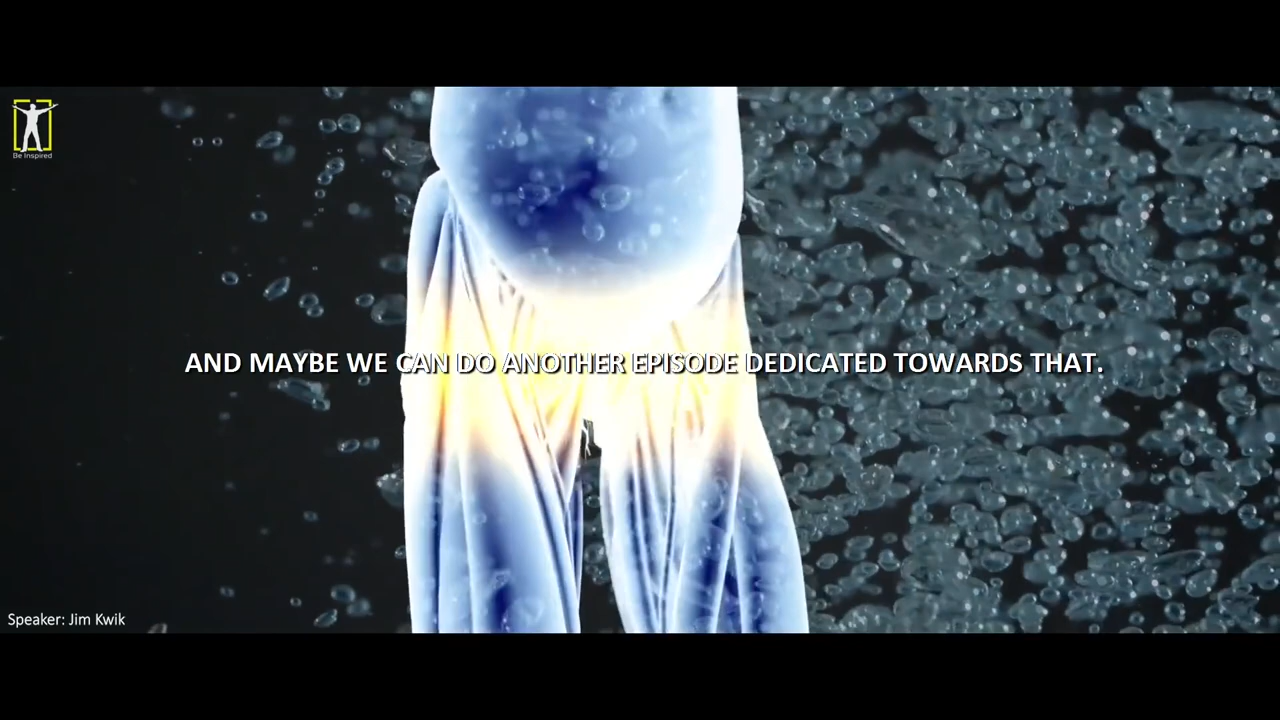 Be Inspired
AND MAYBE WE CAN DO ANOTHER EPISODE DEDICATED TOWARDS THAT.
Speaker: Jim Kwik